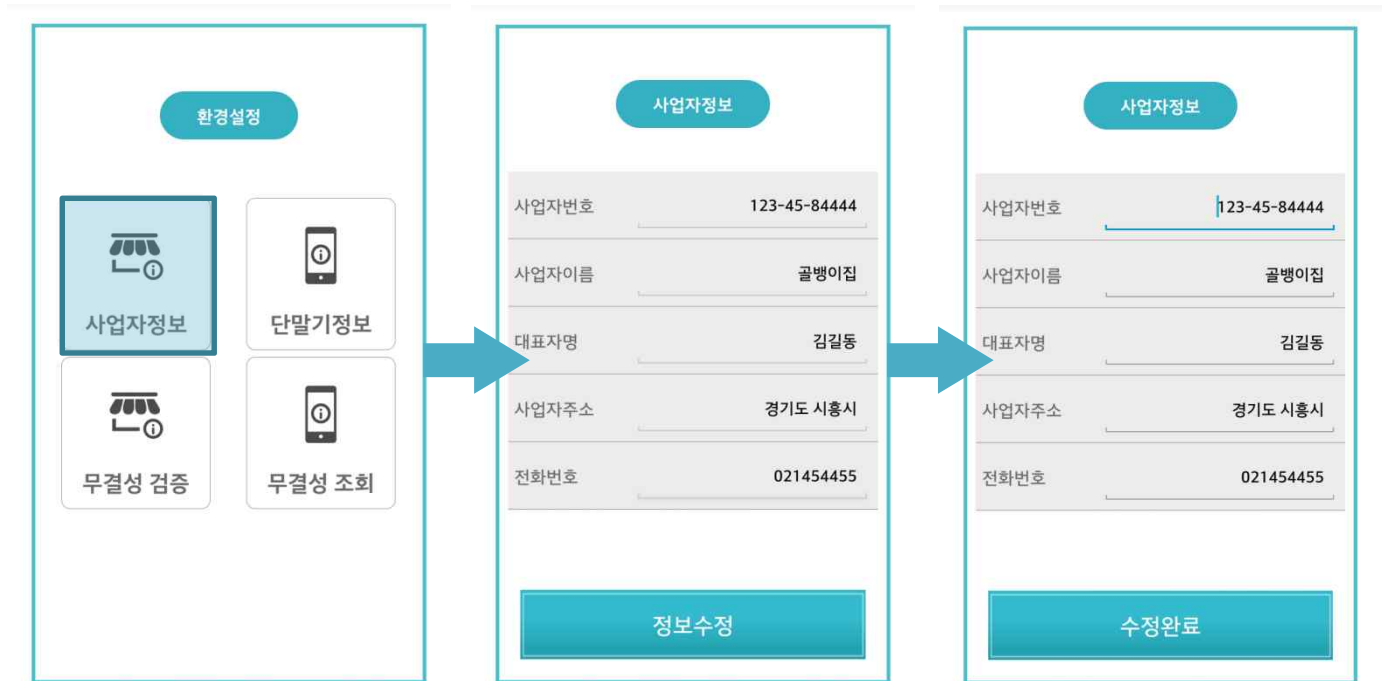 환경설정
사업자정보
단말기정보
무결성 검증
무결성 조회
사업자정보
사업자번호 123-45-84444
사업자이름 골뱅이집
대표자명 김길동
사업자주소 경기도 시흥시
전화번호 021454455
정보수정
사업자정보
사업자번호 123-45-84444
사업자이름 골뱅이집
대표자명 김길동
사업자주소 경기도 시흥시
전화번호 021454455
수정완료